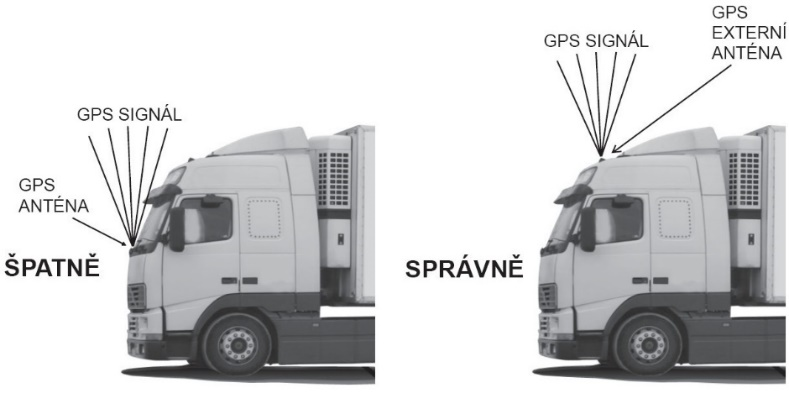 GPS SIGNÁL
GPS
ANTÉNA
ŠPATNĚ
GPS
EXTERNÍ
ANTÉNA
GPS SIGNÁL
SPRÁVNĚ